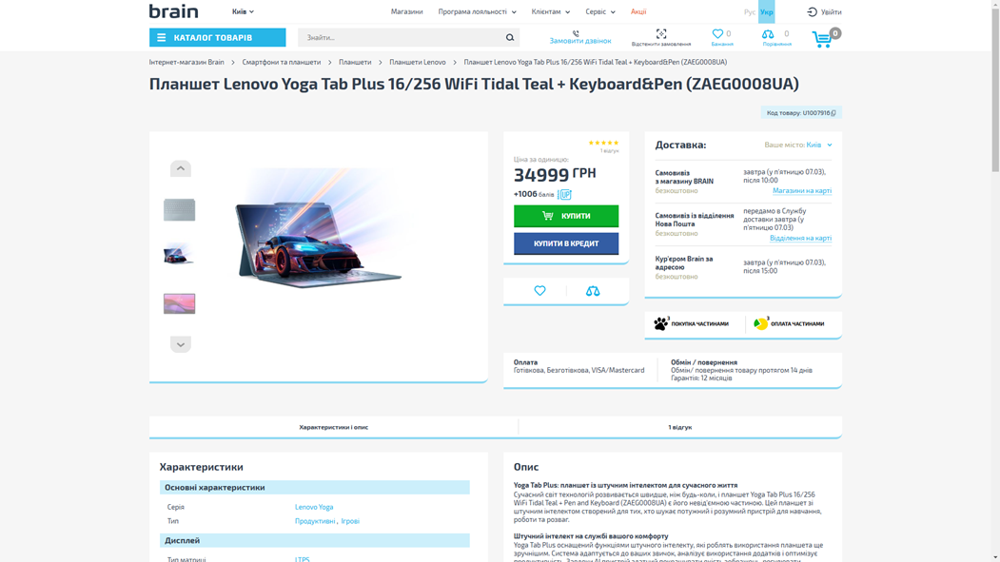 brain
Київ
Магазини
Програма лояльності
Клієнтам
Сервіс
Акції
Рус
Укр
Увійти
КАТАЛОГ ТОВАРІВ
Знайти...
Замовити дзвінок
Відстежити замовлення
0
Бажання
0
Порівняння
0
Інтернет-магазин Brain
Смартфони та планшети
Планшети
Планшети Lenovo
Планшет Lenovo Yoga Tab Plus 16/256 WiFi Tidal Teal + Keyboard&Pen (ZAEG0008UA)
Планшет Lenovo Yoga Tab Plus 16/256 WiFi Tidal Teal + Keyboard&Pen (ZAEG0008UA)
Код товару: U1007916
1 відгук
Ціна за одиницю:
34999 ГРН
+1006 балів UP
КУПИТИ
КУПИТИ В КРЕДИТ
Доставка:
Ваше місто: Київ
Самовивіз
з магазину BRAIN
безкоштовно
завтра (у п'ятницю 07.03),
після 10:00
Магазини на карті
Самовивіз із відділення
Нова Пошта
безкоштовно
передамо в Службу
доставки завтра (у
п'ятницю 07.03)
Відділення на карті
Кур'єром Brain за
адресою
безкоштовно
завтра (у п'ятницю 07.03),
після 15:00
3
ПОКУПКА ЧАСТИНАМИ
3
ОПЛАТА ЧАСТИНАМИ
Оплата
Готівкова, Безготівкова, VISA/Mastercard
Обмін / повернення
Обмін/ повернення товару протягом 14 днів
Гарантія: 12 місяців
Характеристики і опис
1 відгук
Характеристики
Основні характеристики
Серія
Lenovo Yoga
Тип
Продуктивні, Ігрові
Дисплей
Тип матриці
LTPS
Опис
Yoga Tab Plus: планшет із штучним інтелектом для сучасного життя
Сучасний світ технологій розвивається швидше, ніж будь-коли, і планшет Yoga Tab Plus 16/256
WiFi Tidal Teal + Pen and Keyboard (ZAEG0008UA) є його невід'ємною частиною. Цей планшет зі
штучним інтелектом створений для тих, хто шукає потужний і розумний пристрій для навчання,
роботи та розваг.
Штучний інтелект на службі вашого комфорту
Yoga Tab Plus оснащений функціями штучного інтелекту, які роблять використання планшета ще
зручнішим. Система адаптується до ваших звичок, аналізує використання додатків і оптимізує